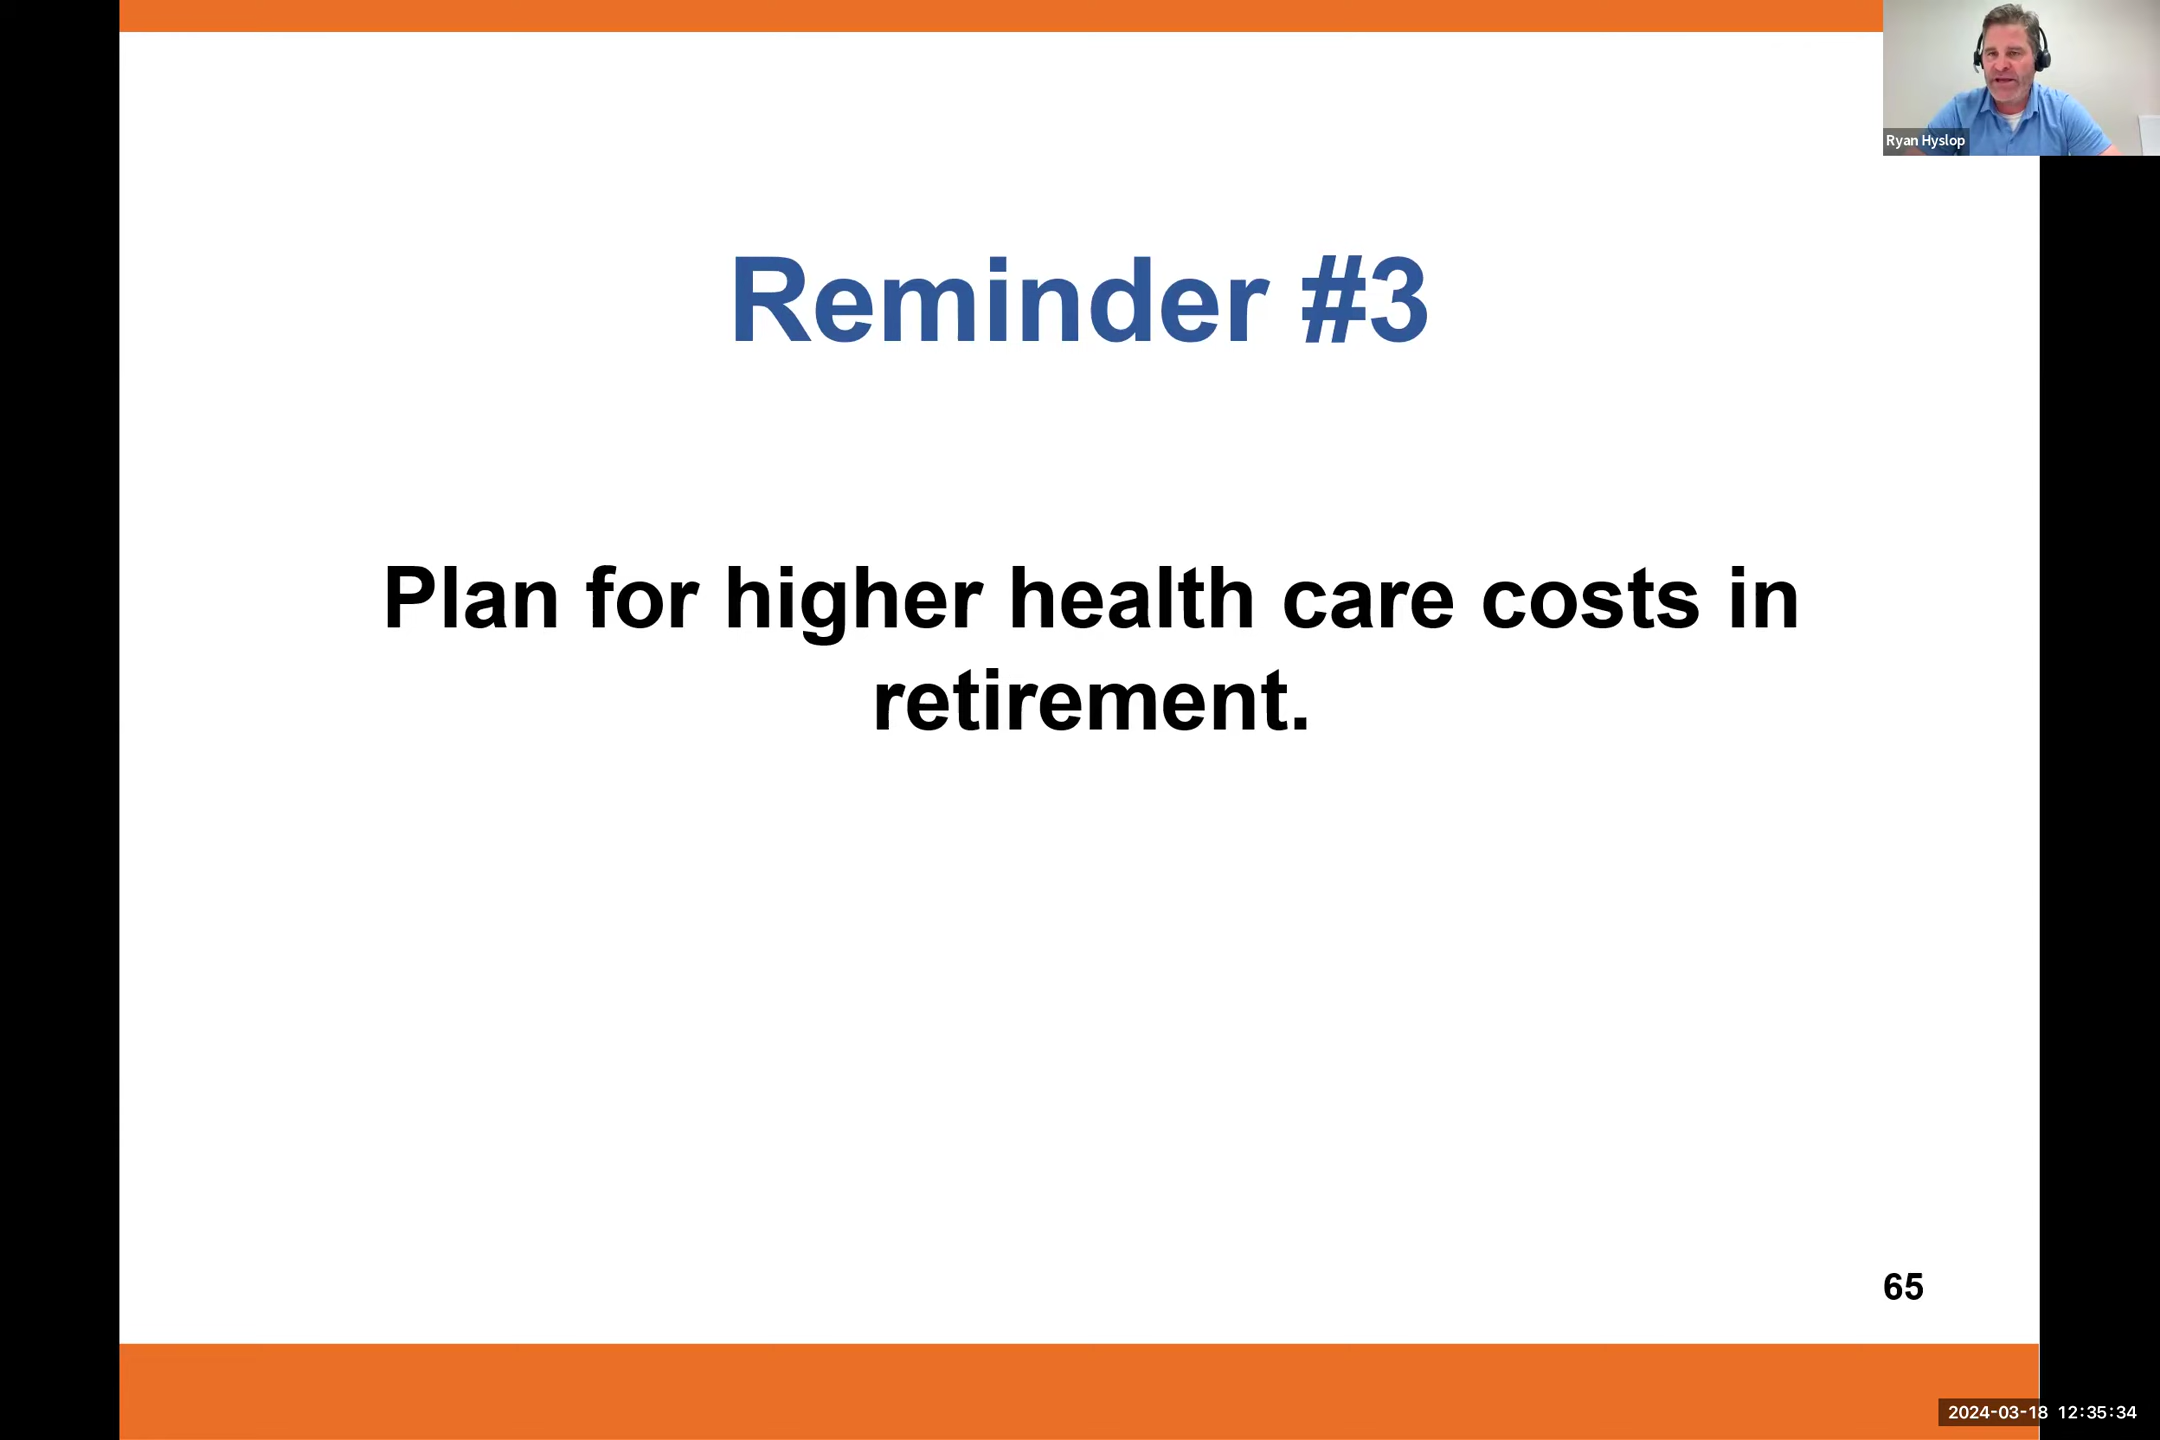 Ryan Hyslop
Reminder #3
Plan for higher health care costs in
retirement.
65
2024-03-18 12:35:34